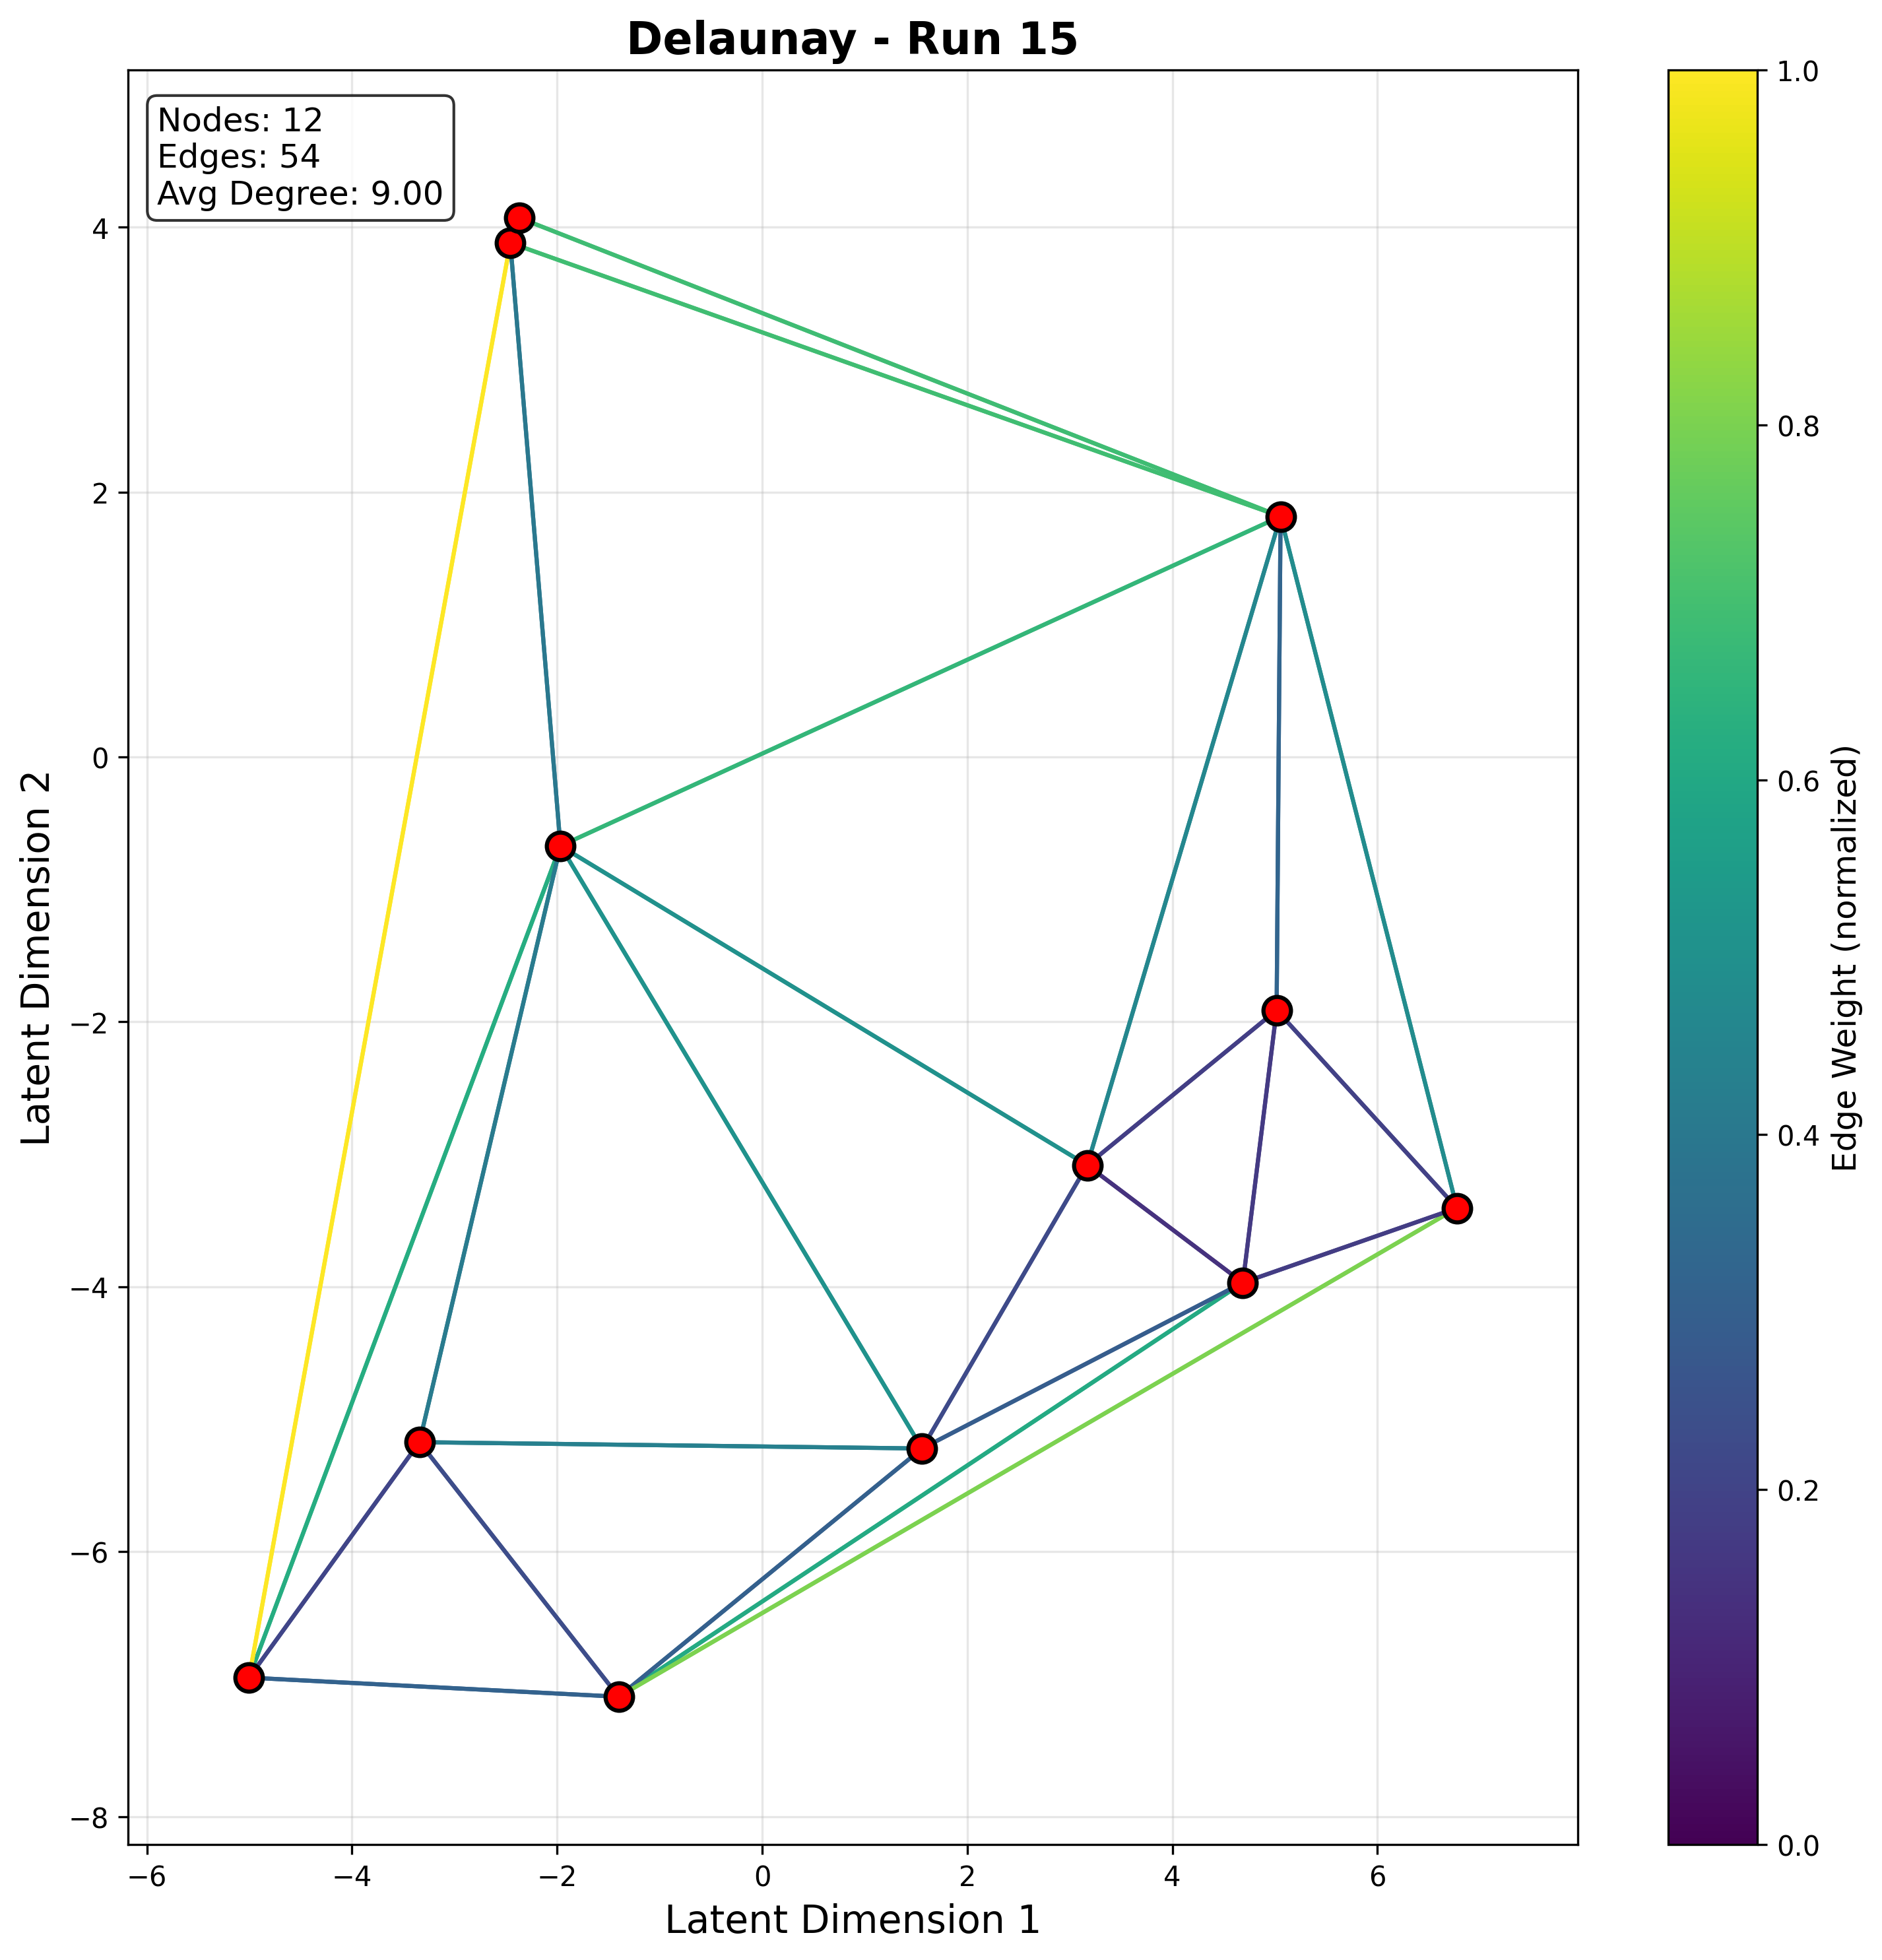 Delaunay - Run 15
Nodes: 12
Edges: 54
Avg Degree: 9.00
4
2
0
−2
−4
−6
−8
−6
−4
−2
0
2
4
6
Latent Dimension 1
Latent Dimension 2
1.0
0.8
0.6
0.4
0.2
0.0
Edge Weight (normalized)